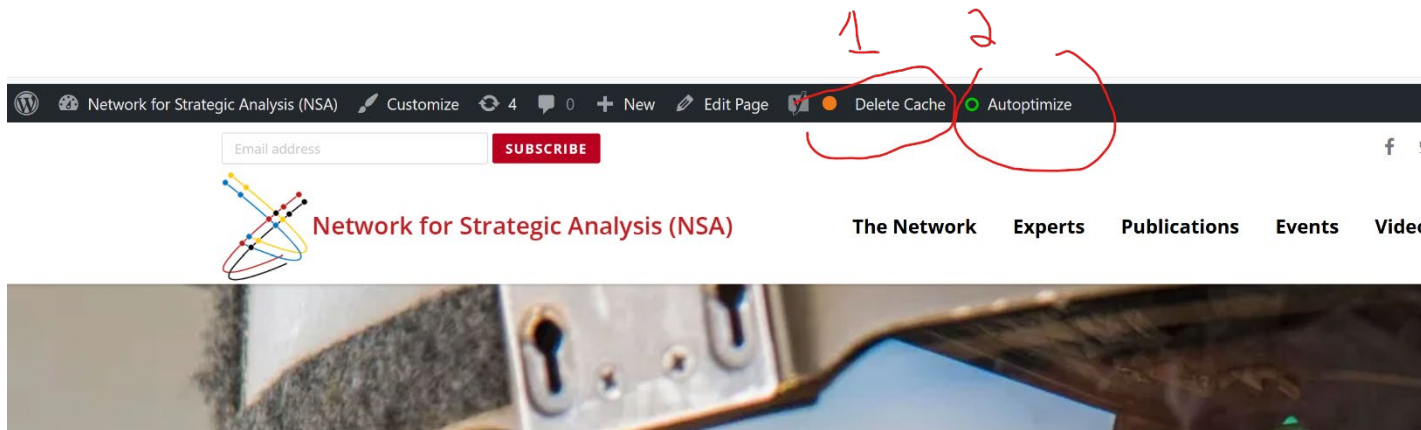 1 2
Network for Strategic Analysis (NSA) Customize 4 0 New Edit Page Delete Cache Autoptimize
Email address SUBSCRIBE
Network for Strategic Analysis (NSA) The Network Experts Publications Events Video